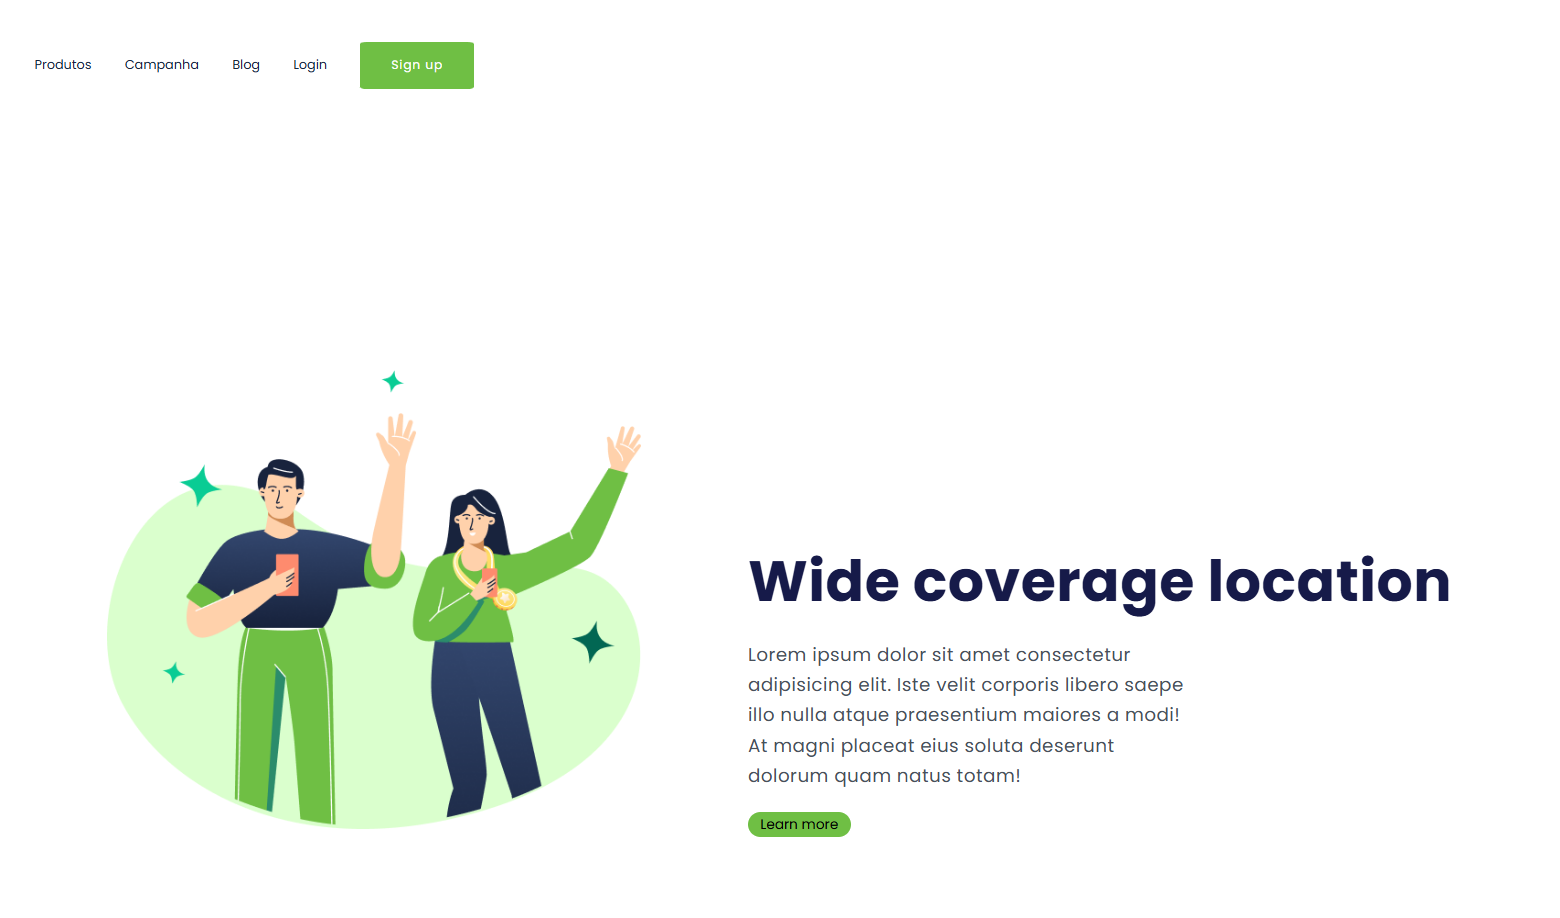 Produtos Campanha Blog Login Sign up
Wide coverage location
Lorem ipsum dolor sit amet consectetur
adipisicing elit. Iste velit corporis libero saepe
illo nulla atque praesentium maiores a modi!
At magni placeat eius soluta deserunt
dolorum quam natus totam!
Learn more